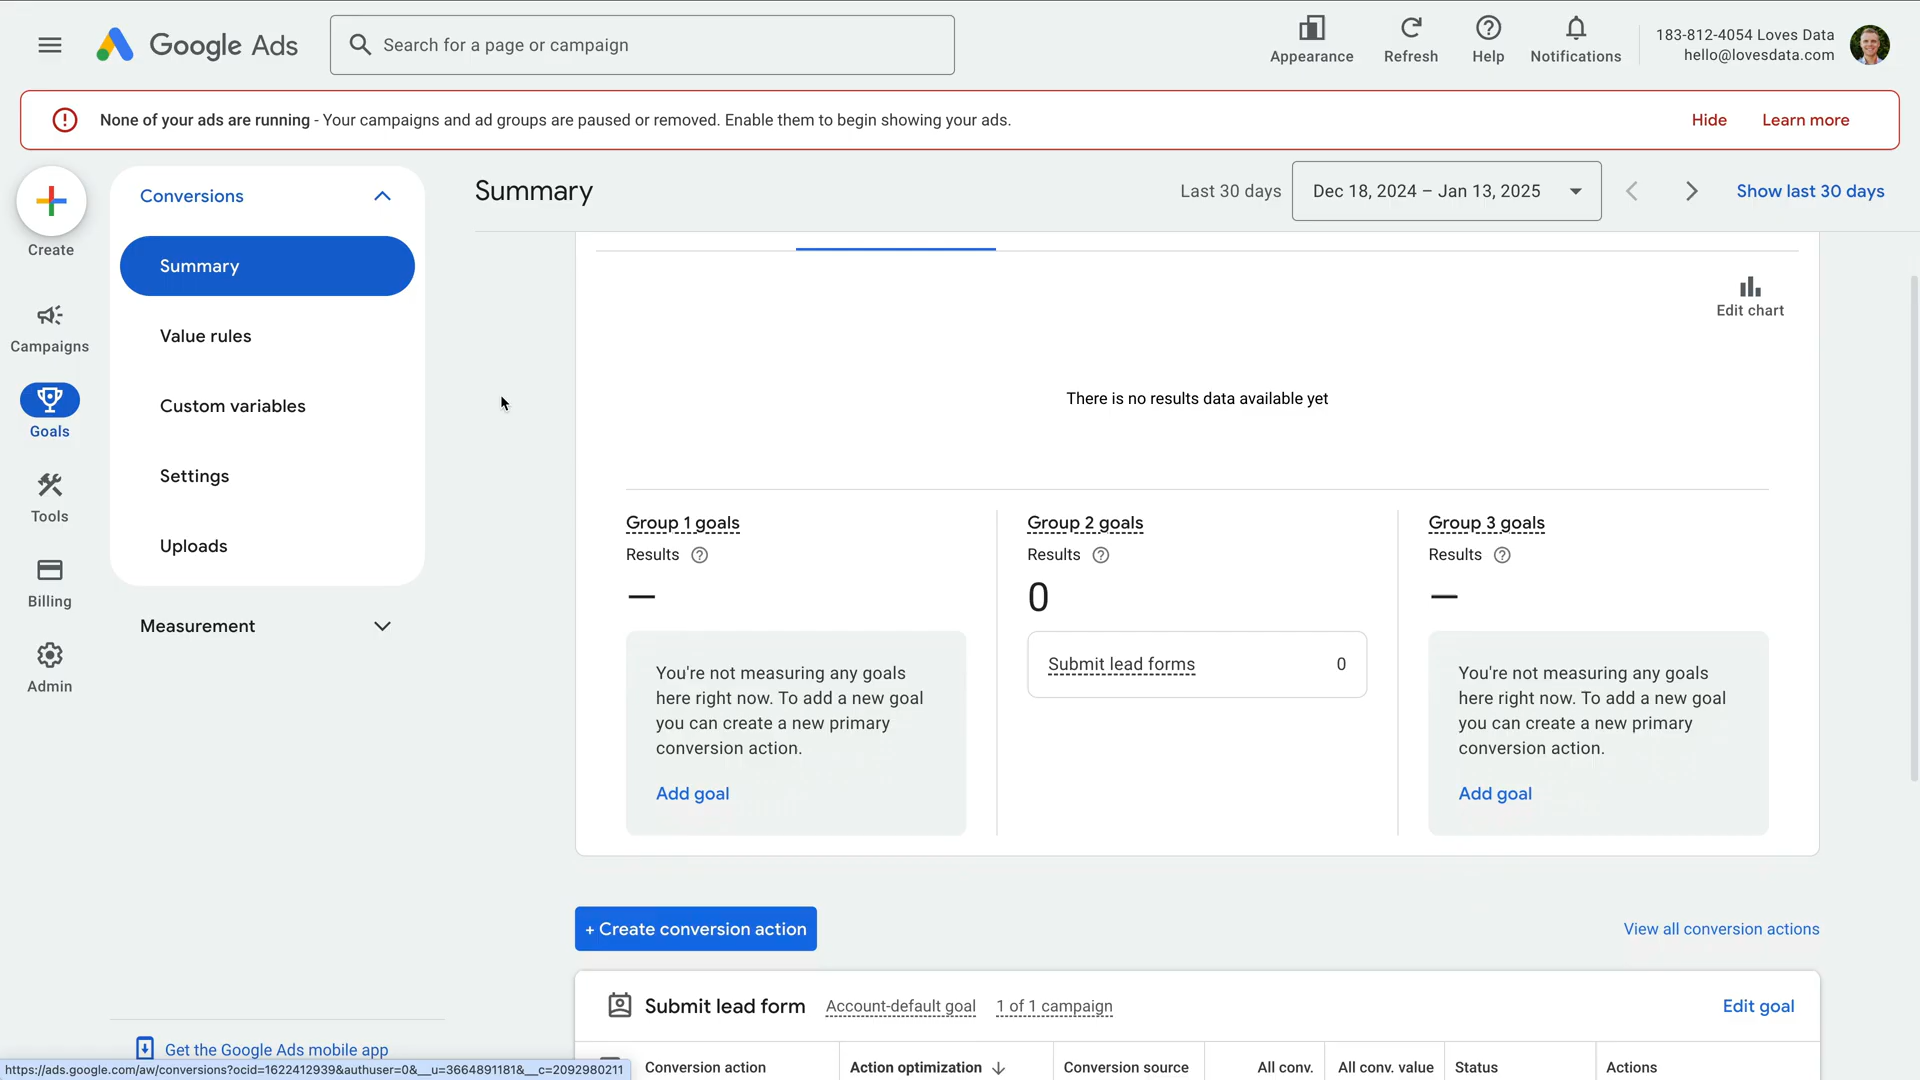 Google Ads
Search for a page or campaign
Appearance
Refresh
Help
Notifications
183-812-4054 Loves Data
hello@lovesdata.com
None of your ads are running - Your campaigns and ad groups are paused or removed. Enable them to begin showing your ads.
Hide
Learn more
Create
Campaigns
Goals
Tools
Billing
Admin
Conversions
Summary
Value rules
Custom variables
Settings
Uploads
Measurement
Get the Google Ads mobile app
https://ads.google.com/aw/conversions?ocid=1622412939&authuser=0&__u=3664891181&__c=2092980211
Summary
Last 30 days
Dec 18, 2024 – Jan 13, 2025
Show last 30 days
Edit chart
There is no results data available yet
Group 1 goals
Results
—
You're not measuring any goals
here right now. To add a new goal
you can create a new primary
conversion action.
Add goal
Group 2 goals
Results
0
Submit lead forms 0
Group 3 goals
Results
—
You're not measuring any goals
here right now. To add a new goal
you can create a new primary
conversion action.
Add goal
+ Create conversion action
View all conversion actions
Submit lead form Account-default goal 1 of 1 campaign
Edit goal
Conversion action Action optimization Conversion source All conv. All conv. value Status Actions